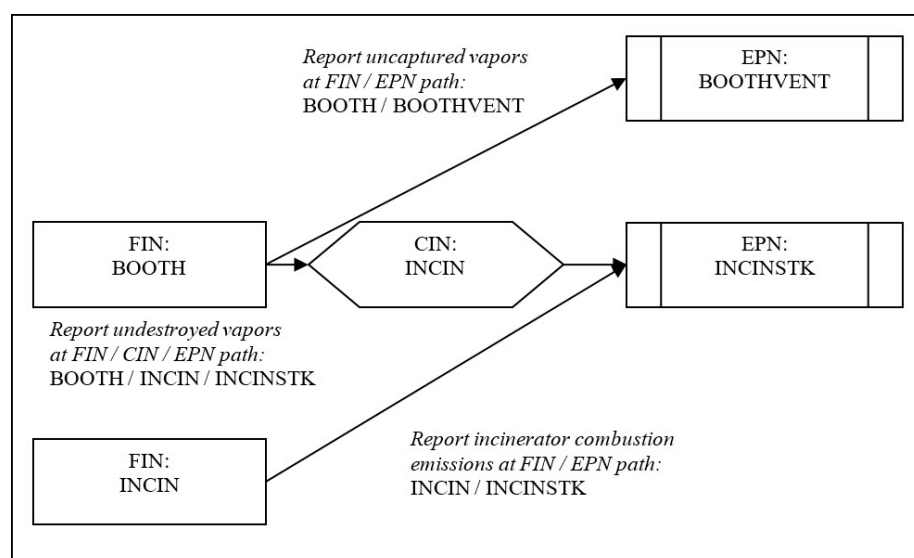 Report uncaptured vapors
at FIN / EPN path:
BOOTH / BOOTHVENT
EPN:
BOOTHVENT
FIN:
BOOTH
CIN:
INCIN
EPN:
INCINSTK
Report undestroyed vapors
at FIN / CIN / EPN path:
BOOTH / INCIN / INCINSTK
FIN:
INCIN
Report incinerator combustion
emissions at FIN / EPN path:
INCIN / INCINSTK